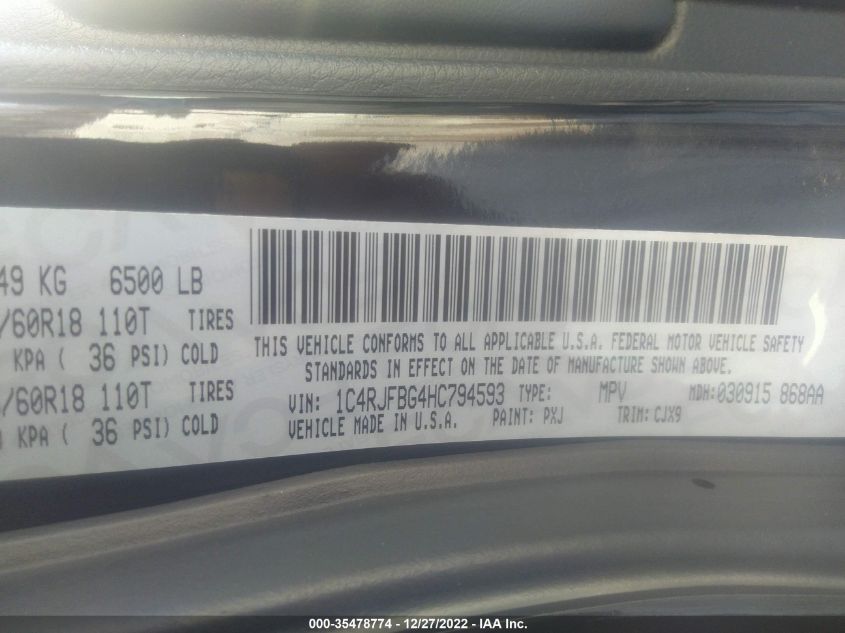 49 KG 6500 LB
/60R18 110T TIRES
KPA ( 36 PSI) COLD
/60R18 110T TIRES
KPA ( 36 PSI) COLD
THIS VEHICLE CONFORMS TO ALL APPLICABLE U.S.A. FEDERAL MOTOR VEHICLE SAFETY
STANDARDS IN EFFECT ON THE DATE OF MANUFACTURE SHOWN ABOVE.
VIN: 1C4RJFBG4HC794593 TYPE: MPV MDH: 030915 868AA
VEHICLE MADE IN U.S.A. PAINT: PXJ TRIM: CJX9
000-35478774 - 12/27/2022 - IAA Inc.